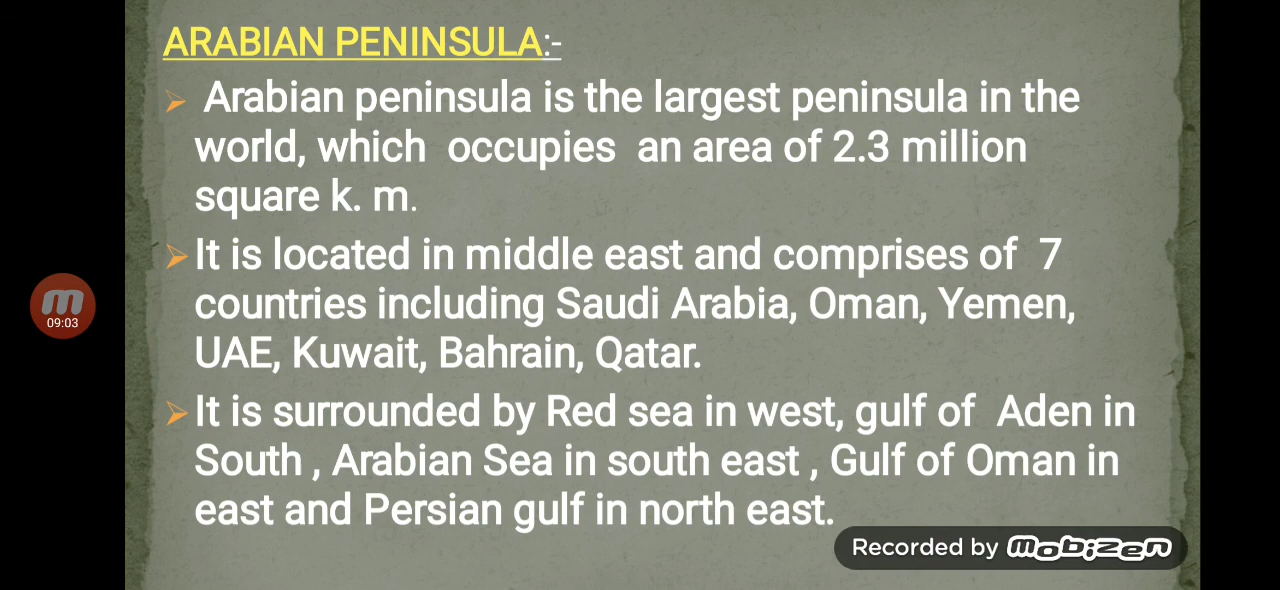 ARABIAN PENINSULA:-
Arabian peninsula is the largest peninsula in the
world, which occupies an area of 2.3 million
square k. m.
It is located in middle east and comprises of 7
countries including Saudi Arabia, Oman, Yemen,
UAE, Kuwait, Bahrain, Qatar.
It is surrounded by Red sea in west, gulf of Aden in
South , Arabian Sea in south east , Gulf of Oman in
east and Persian gulf in north east.
09:03
Recorded by Mobizen